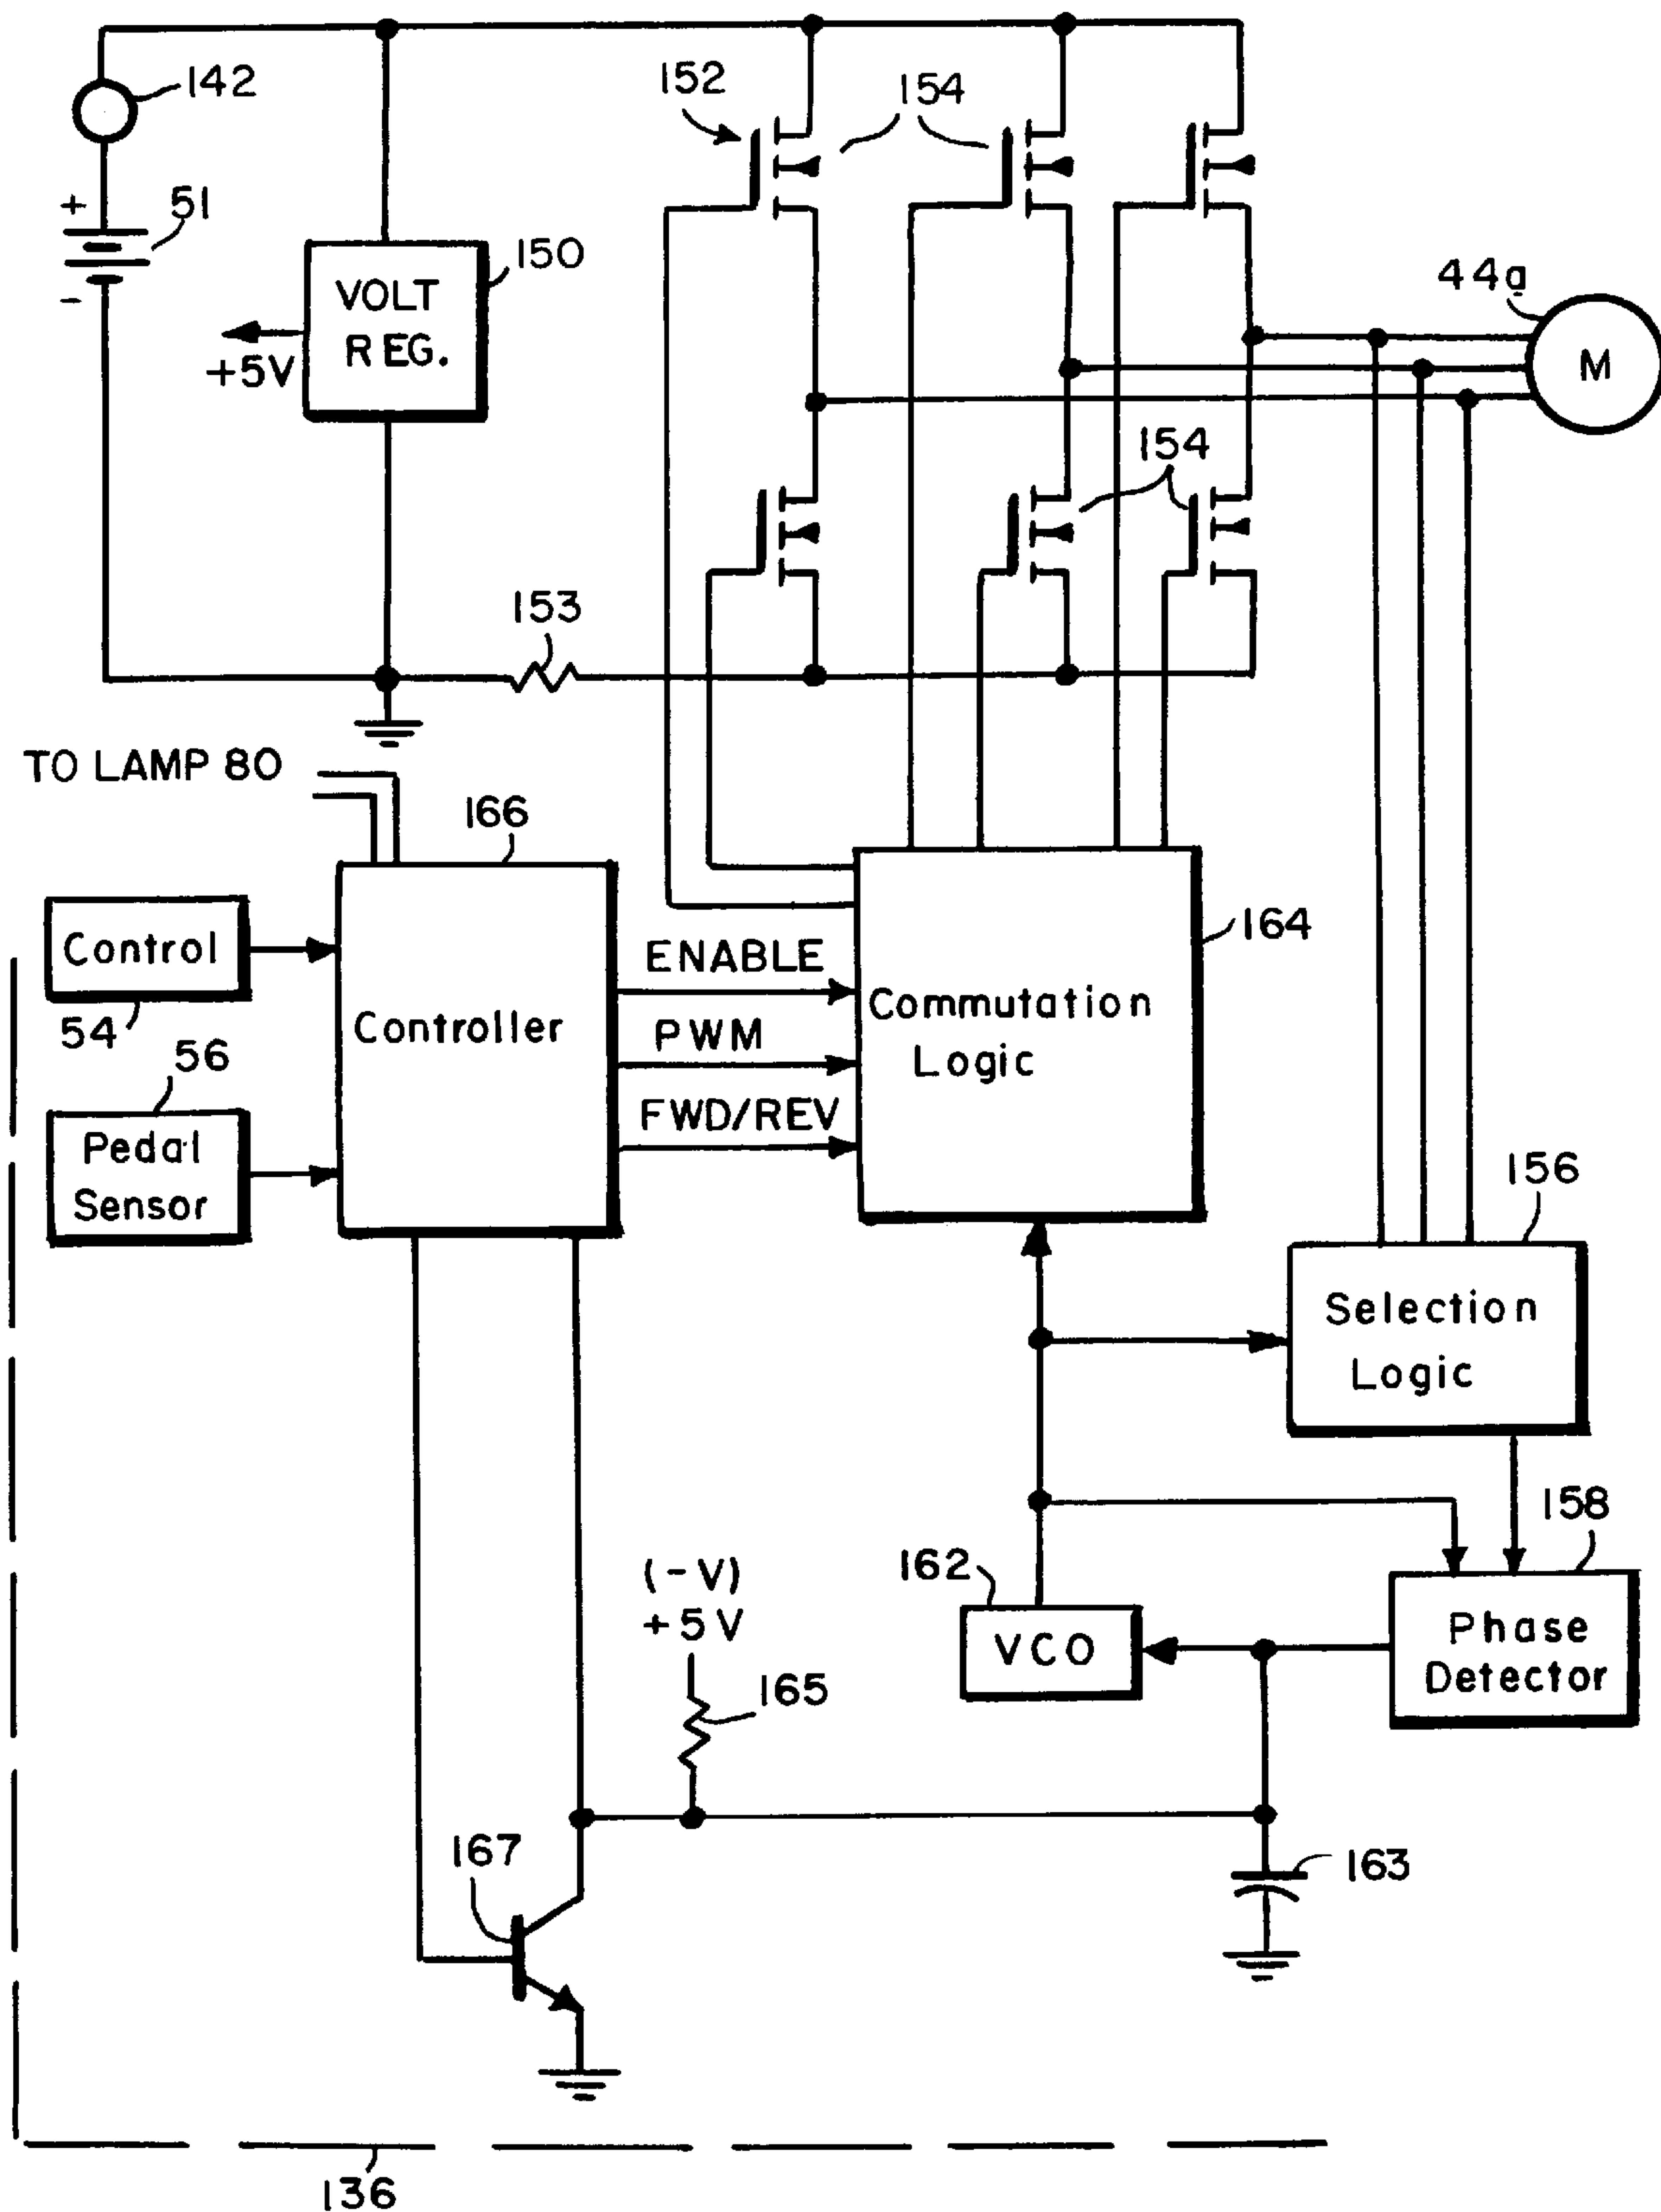 142
152
154
+
51
-
150
VOLT
REG.
+5V
44a
M
154
153
TO LAMP 80
166
164
Control
54
Controller
ENABLE
PWM
FWD/REV
Commutation
Logic
56
Pedal
Sensor
156
Selection
Logic
158
Phase
Detector
162
VCO
(-V)
+5V
165
167
163
136